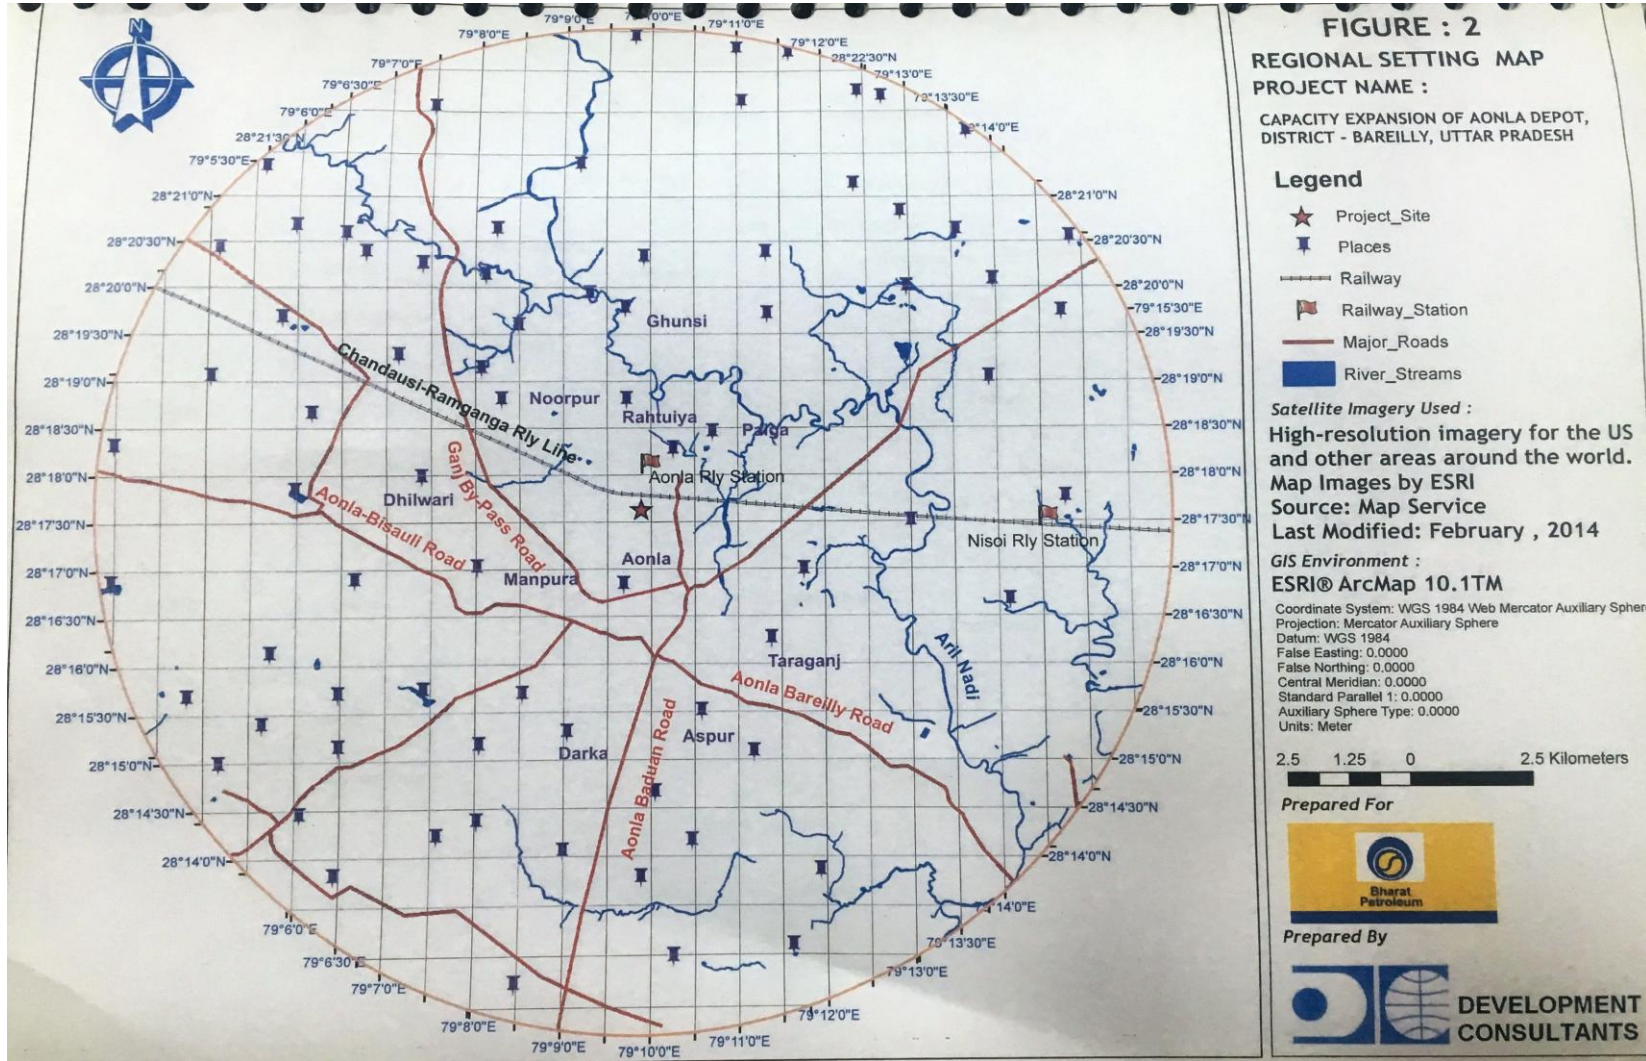 FIGURE : 2
REGIONAL SETTING MAP
PROJECT NAME :
CAPACITY EXPANSION OF AONLA DEPOT,
DISTRICT - BAREILLY, UTTAR PRADESH
Legend
Project_Site
Places
Railway
Railway_Station
Major_Roads
River_Streams
Satellite Imagery Used :
High-resolution imagery for the US
and other areas around the world.
Map Images by ESRI
Source: Map Service
Last Modified: February , 2014
GIS Environment :
ESRI® ArcMap 10.1TM
Coordinate System: WGS 1984 Web Mercator Auxiliary Sphere
Projection: Mercator Auxiliary Sphere
Datum: WGS 1984
False Easting: 0.0000
False Northing: 0.0000
Central Meridian: 0.0000
Standard Parallel 1: 0.0000
Auxiliary Sphere Type: 0.0000
Units: Meter
2.5 1.25 0 2.5 Kilometers
Prepared For
Bharat
Petroleum
Prepared By
DEVELOPMENT
CONSULTANTS
N
79°7'0"E
79°8'0"E
79°9'0"E
79°11'0"E
79°12'0"E
28°22'30"N
79°13'0"E
79°13'30"E
79°6'30"E
79°6'0"E
28°21'30"N
79°5'30"E
28°21'0"N
28°20'30"N
28°20'0"N
28°19'30"N
28°19'0"N
28°18'30"N
28°18'0"N
28°17'30"N
28°17'0"N
28°16'30"N
28°16'0"N
28°15'30"N
28°15'0"N
28°14'30"N
28°14'0"N
28°21'0"N
28°20'30"N
28°20'0"N
79°15'30"E
28°19'30"N
28°19'0"N
28°18'30"N
28°18'0"N
28°17'30"N
28°17'0"N
28°16'30"N
28°16'0"N
28°15'30"N
28°15'0"N
28°14'30"N
28°14'0"N
79°6'0"E
79°6'30"E
79°7'0"E
79°8'0"E
79°9'0"E
79°10'0"E
79°11'0"E
79°12'0"E
79°13'0"E
79°13'30"E
Ghunsi
Chandausi-Ramganga Rly Line
Noorpur
Rahtuiya
Paiga
Aonla Rly Station
Dhilwari
Ganj By-Pass Road
Aonla-Bisauli Road
Nisoi Rly Station
Aonla
Manpura
Taraganj
Aril Nadi
Aonla Bareilly Road
Aspur
Darka
Aonla Baduan Road